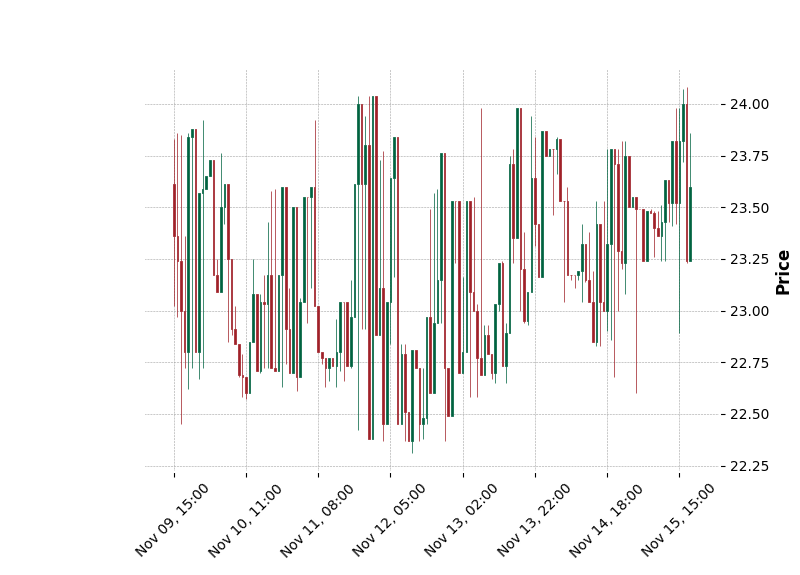 24.00
23.75
23.50
23.25
23.00
22.75
22.50
22.25
Price
Nov 09, 15:00
Nov 10, 11:00
Nov 11, 08:00
Nov 12, 05:00
Nov 13, 02:00
Nov 13, 22:00
Nov 14, 18:00
Nov 15, 15:00